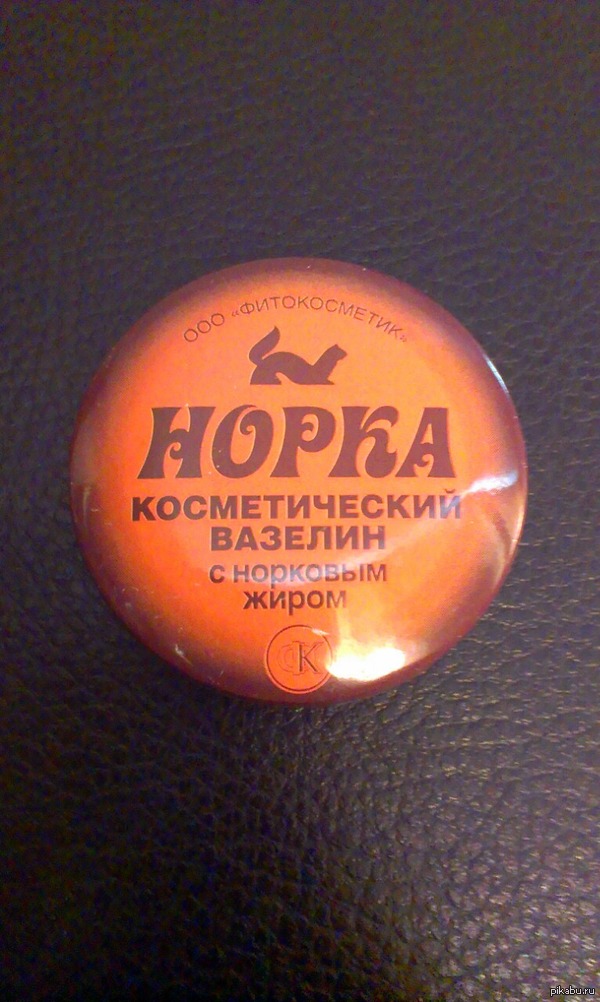 ООО «ФИТОКОСМЕТИК»
НОРКА
КОСМЕТИЧЕСКИЙ
ВАЗЕЛИН
С НОРКОВЫМ
ЖИРОМ
ФК
pikabu.ru